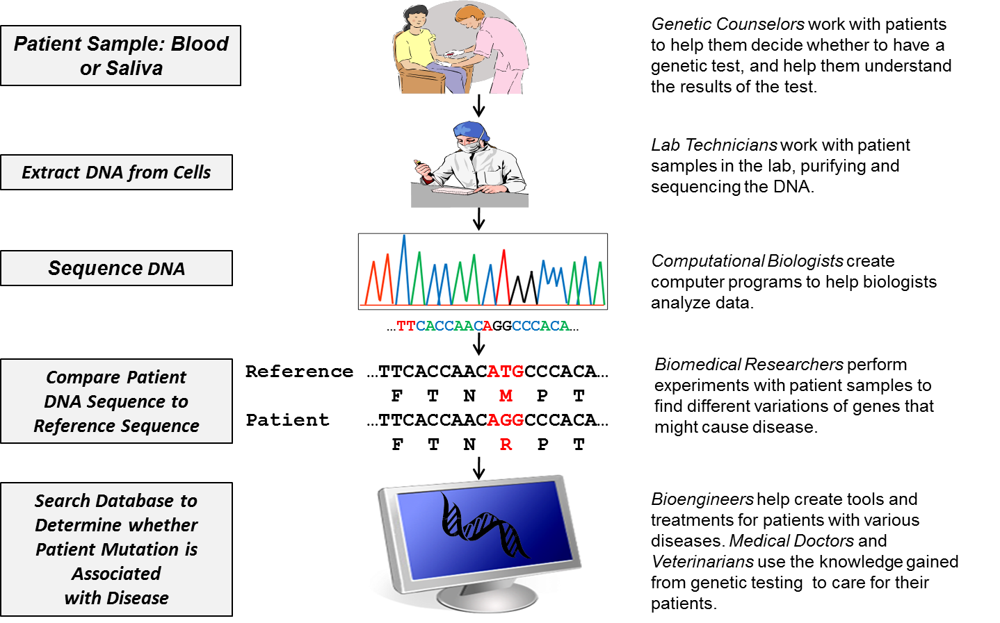 Patient Sample: Blood
or Saliva
Genetic Counselors work with patients
to help them decide whether to have a
genetic test, and help them understand
the results of the test.
Extract DNA from Cells
Lab Technicians work with patient
samples in the lab, purifying and
sequencing the DNA.
Sequence DNA
...TTCACCAACAGGCCCACA...
Computational Biologists create
computer programs to help biologists
analyze data.
Compare Patient
DNA Sequence to
Reference Sequence
Reference ...TTCACCAACATGCCCACA...
F T N M P T
Patient ...TTCACCAACAGGCCCACA...
F T N R P T
Biomedical Researchers perform
experiments with patient samples to
find different variations of genes that
might cause disease.
Search Database to
Determine whether
Patient Mutation is
Associated
with Disease
Bioengineers help create tools and
treatments for patients with various
diseases. Medical Doctors and
Veterinarians use the knowledge gained
from genetic testing to care for their
patients.